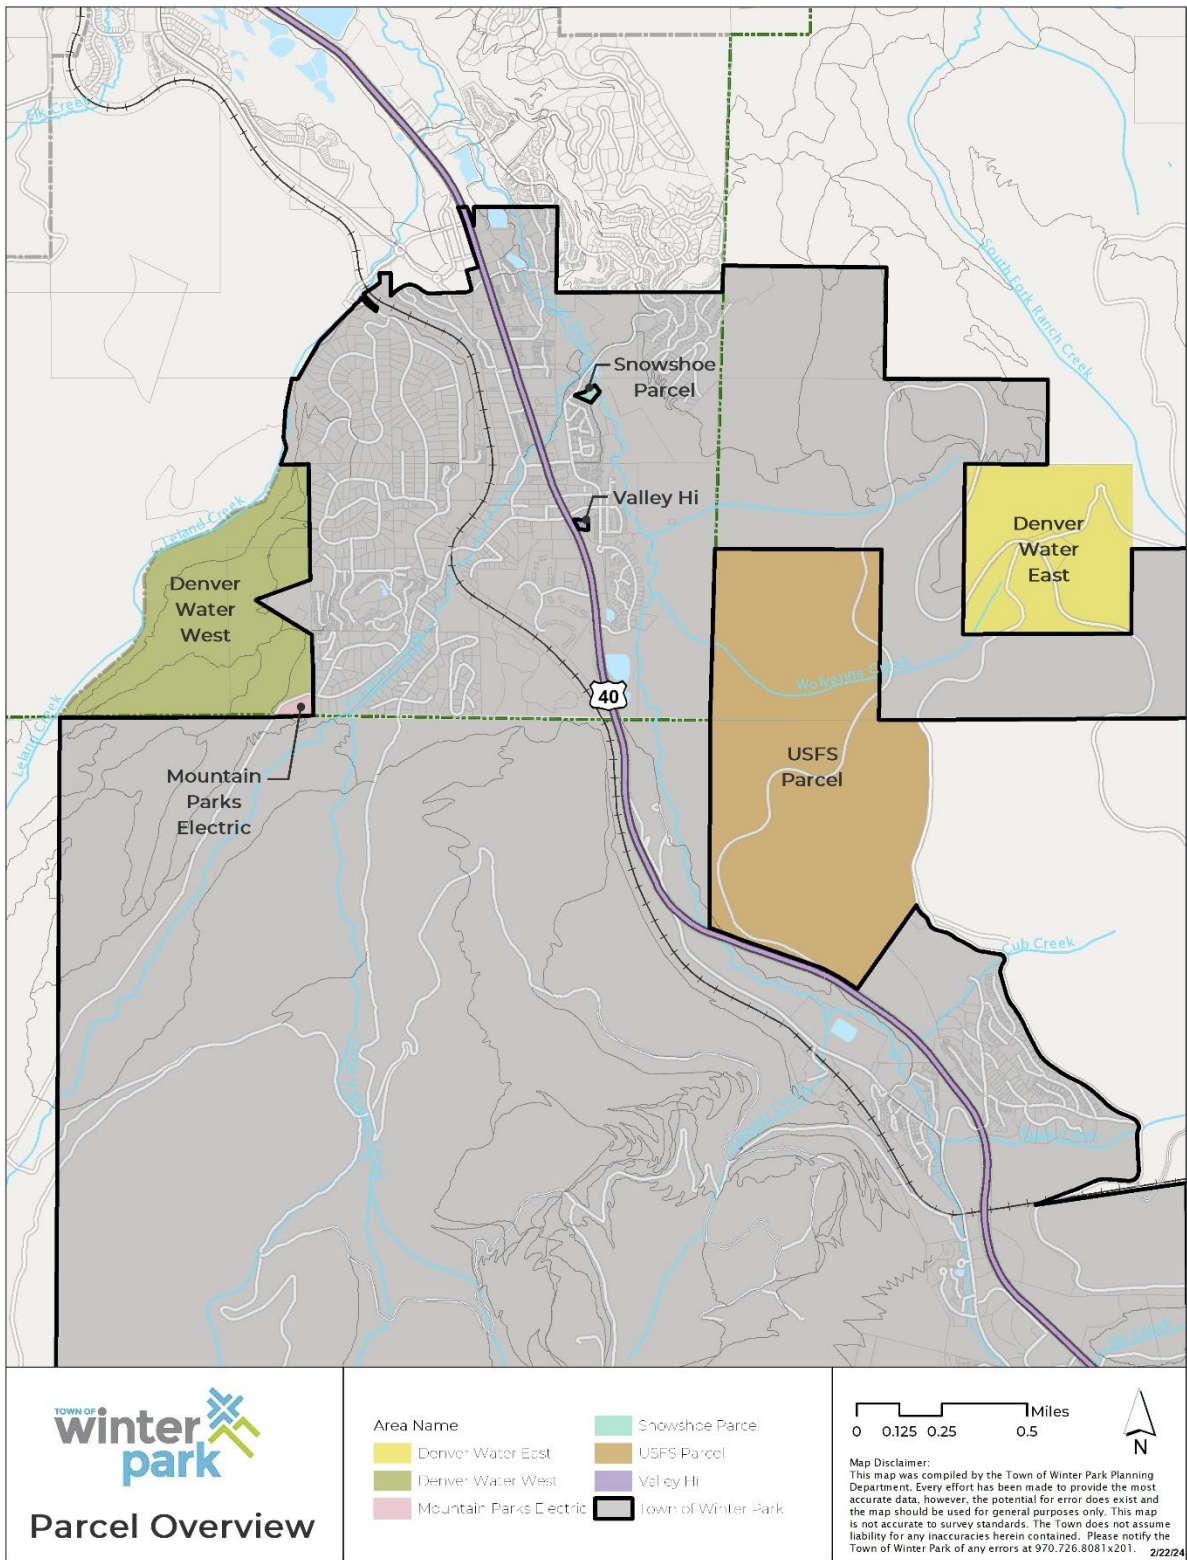 Elk Creek
South Fork Ranch Creek
Snowshoe
Parcel
Valley Hi
Leland Creek
Denver
Water
East
Denver
Water
West
Wolverine Creek
40
Leland Creek
USFS
Parcel
Mountain
Parks
Electric
Cub Creek
Jim Creek
TOWN OF
winter
park
Parcel Overview
Area Name
Denver Water East
Denver Water West
Mountain Parks Electric
Snowshoe Parcel
USFS Parcel
Valley Hi
Town of Winter Park
Miles
0 0.125 0.25 0.5
N
Map Disclaimer:
This map was compiled by the Town of Winter Park Planning
Department. Every effort has been made to provide the most
accurate data, however, the potential for error does exist and
the map should be used for general purposes only. This map
is not accurate to survey standards. The Town does not assume
liability for any inaccuracies herein contained. Please notify the
Town of Winter Park of any errors at 970.726.8081x201.
2/22/24